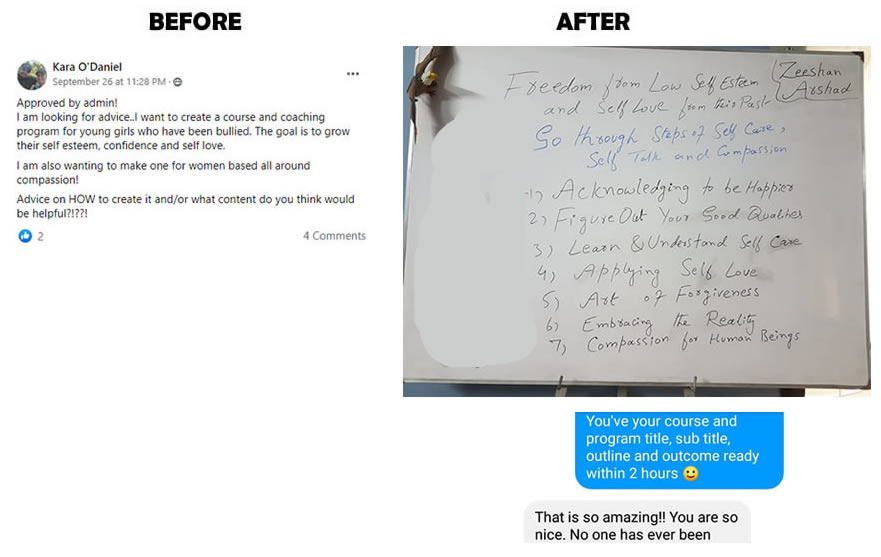 BEFORE
AFTER
Kara O'Daniel
September 26 at 11:28 PM ·
Approved by admin!
I am looking for advice..I want to create a course and coaching
program for young girls who have been bullied. The goal is to grow
their self esteem, confidence and self love.
I am also wanting to make one for women based all around
compassion!
Advice on HOW to create it and/or what content do you think would
be helpful?!??!
2
4 Comments
Freedom from Low Self Esteem
and Self Love from their Past
Zeeshan
Arshad
Go through Steps of Self Care,
Self Talk and Compassion
1) Acknowledging to be Happier
2) Figure Out Your Good Qualities
3) Learn & Understand Self Care
4) Applying Self Love
5) Art of Forgiveness
6) Embracing the Reality
7) Compassion for Human Beings
You've your course and
program title, sub title,
outline and outcome ready
within 2 hours 😀
That is so amazing!! You are so
nice. No one has ever been